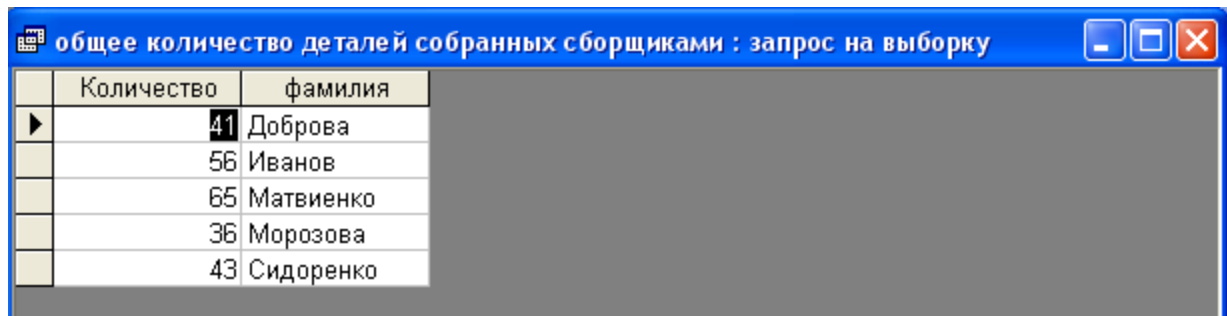 общее количество деталей собранных сборщиками : запрос на выборку
Количество фамилия
41 Доброва
56 Иванов
65 Матвиенко
36 Морозова
43 Сидоренко